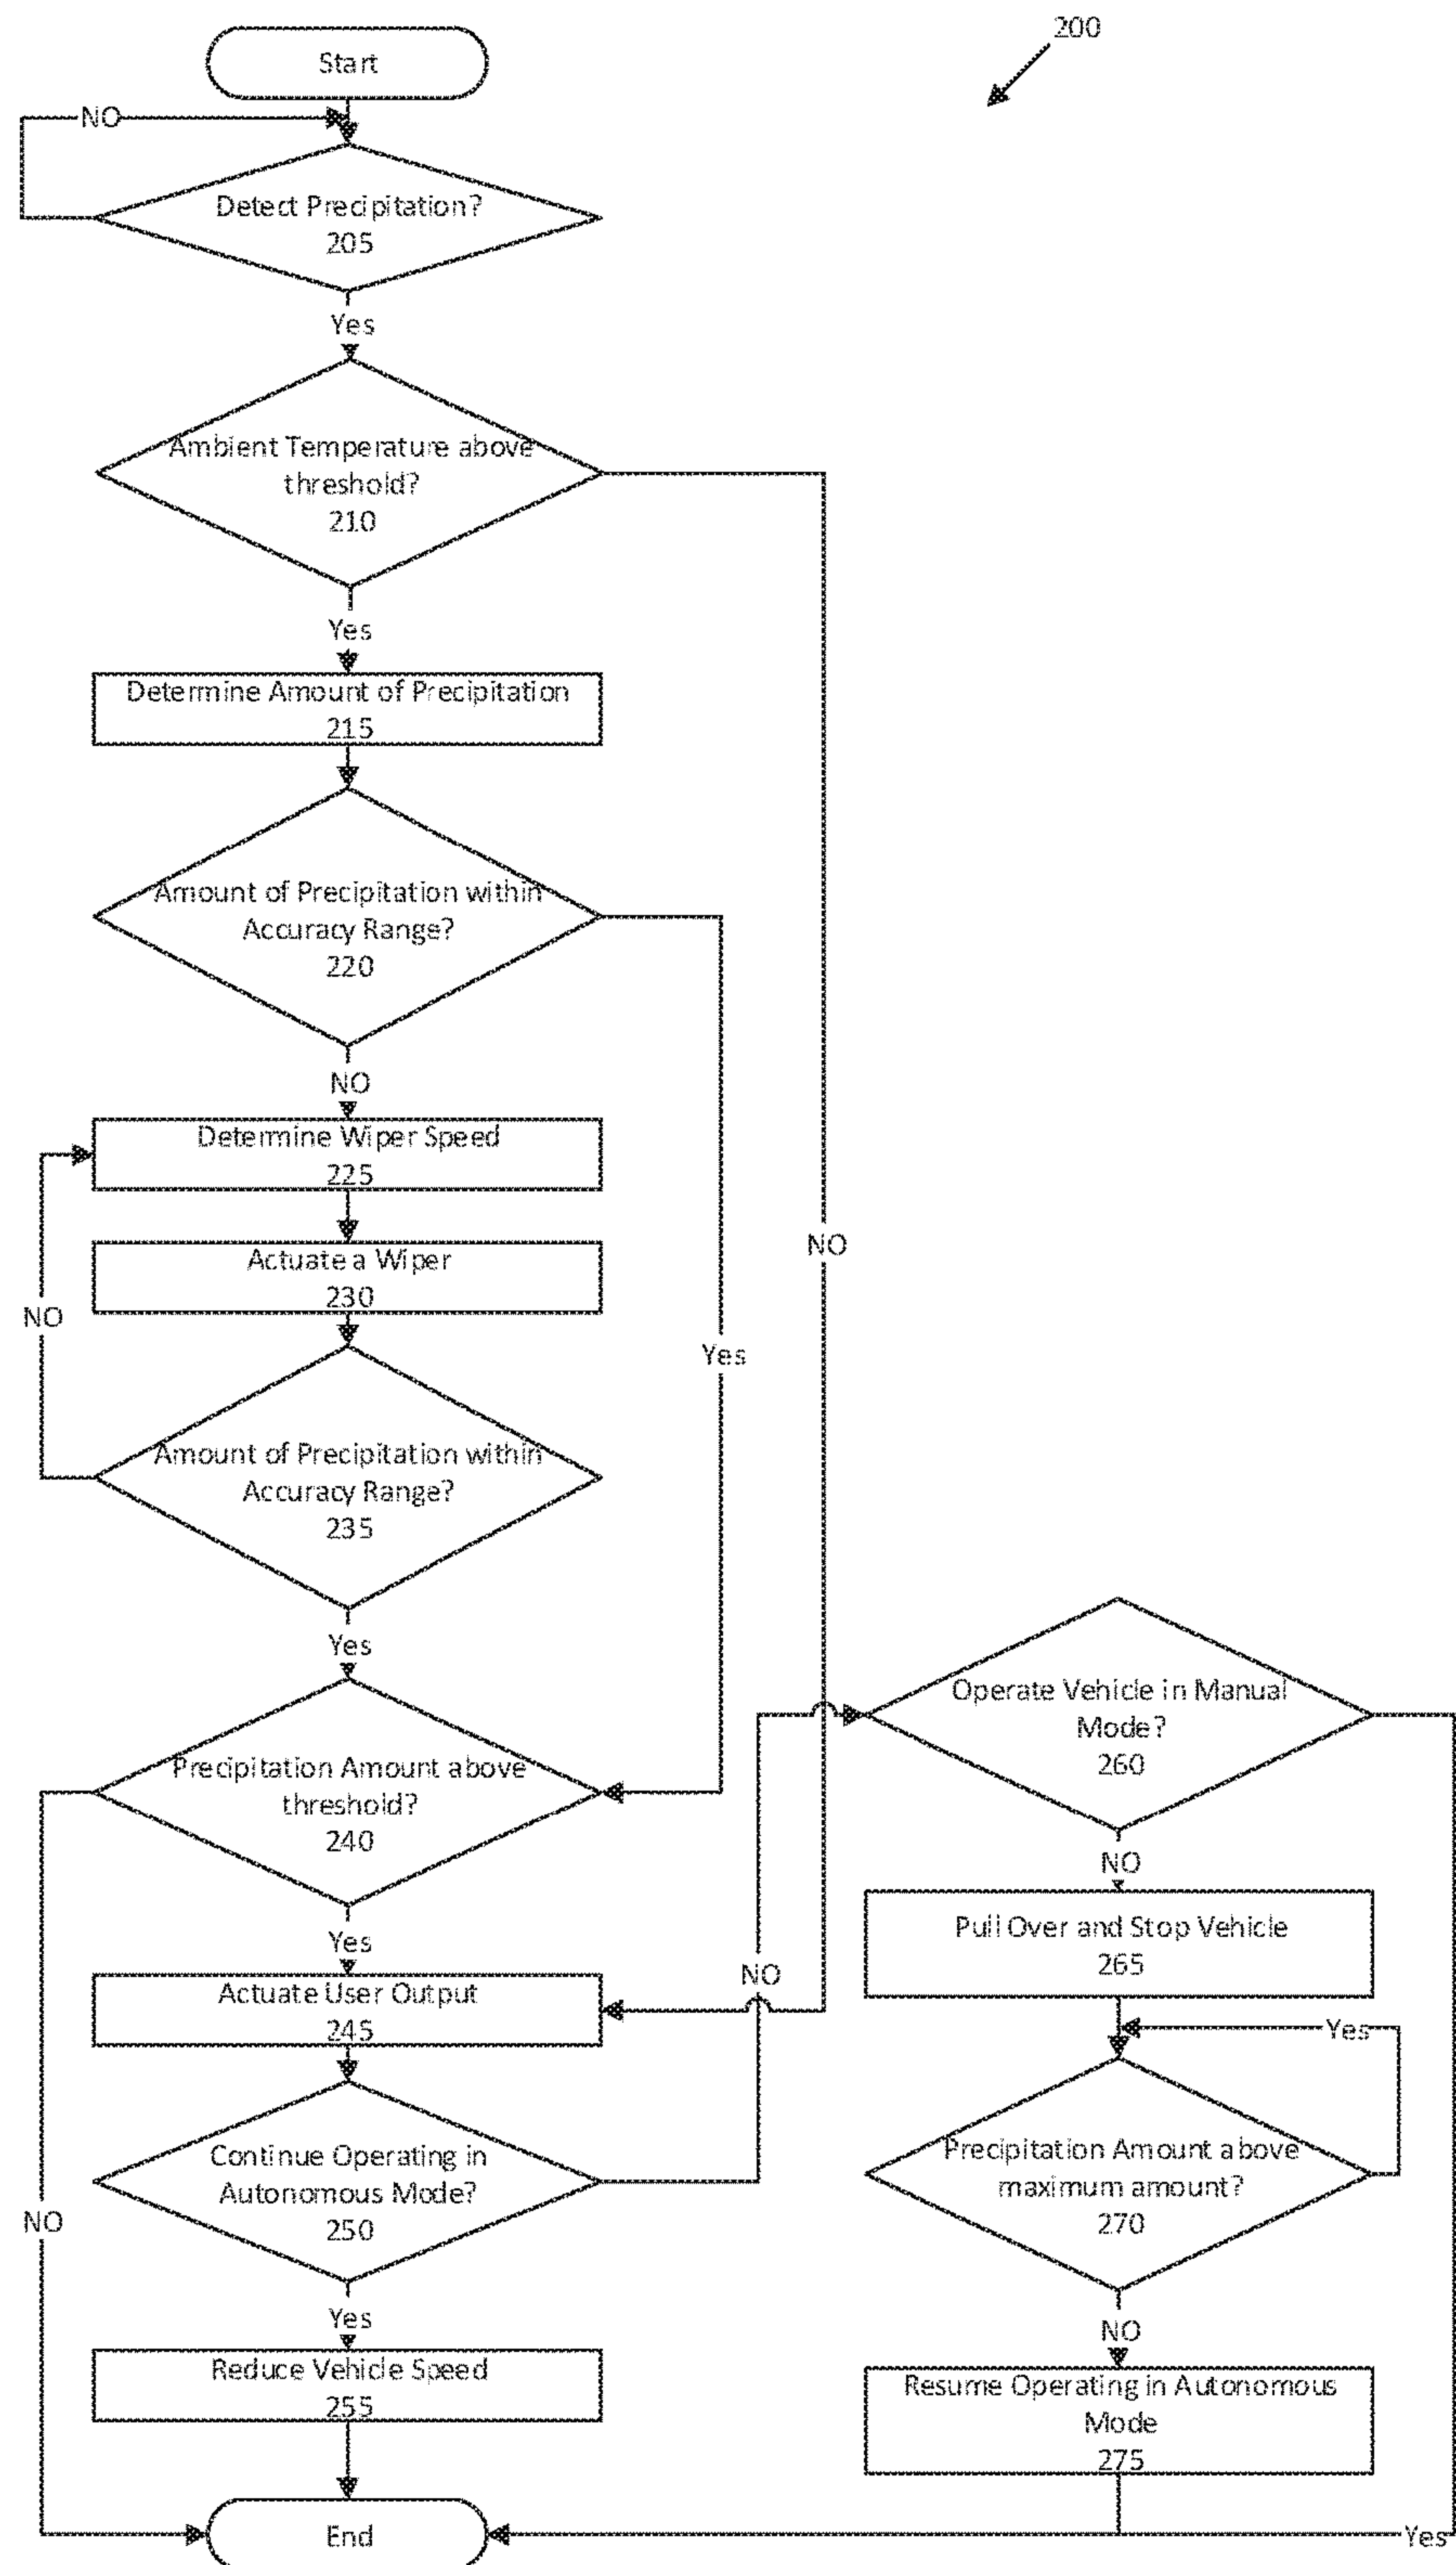 200
Start
NO
Detect Precipitation?
205
Yes
Ambient Temperature above
threshold?
210
Yes
Determine Amount of Precipitation
215
Amount of Precipitation within
Accuracy Range?
220
NO
Determine Wiper Speed
225
Actuate a Wiper
230
NO
NO
Yes
Amount of Precipitation within
Accuracy Range?
235
Yes
Precipitation Amount above
threshold?
240
Yes
Actuate User Output
245
NO
Continue Operating in
Autonomous Mode?
250
NO
Yes
Reduce Vehicle Speed
255
End
Operate Vehicle in Manual
Mode?
260
NO
Pull Over and Stop Vehicle
265
Yes
Precipitation Amount above
maximum amount?
270
NO
Resume Operating in Autonomous
Mode
275
Yes